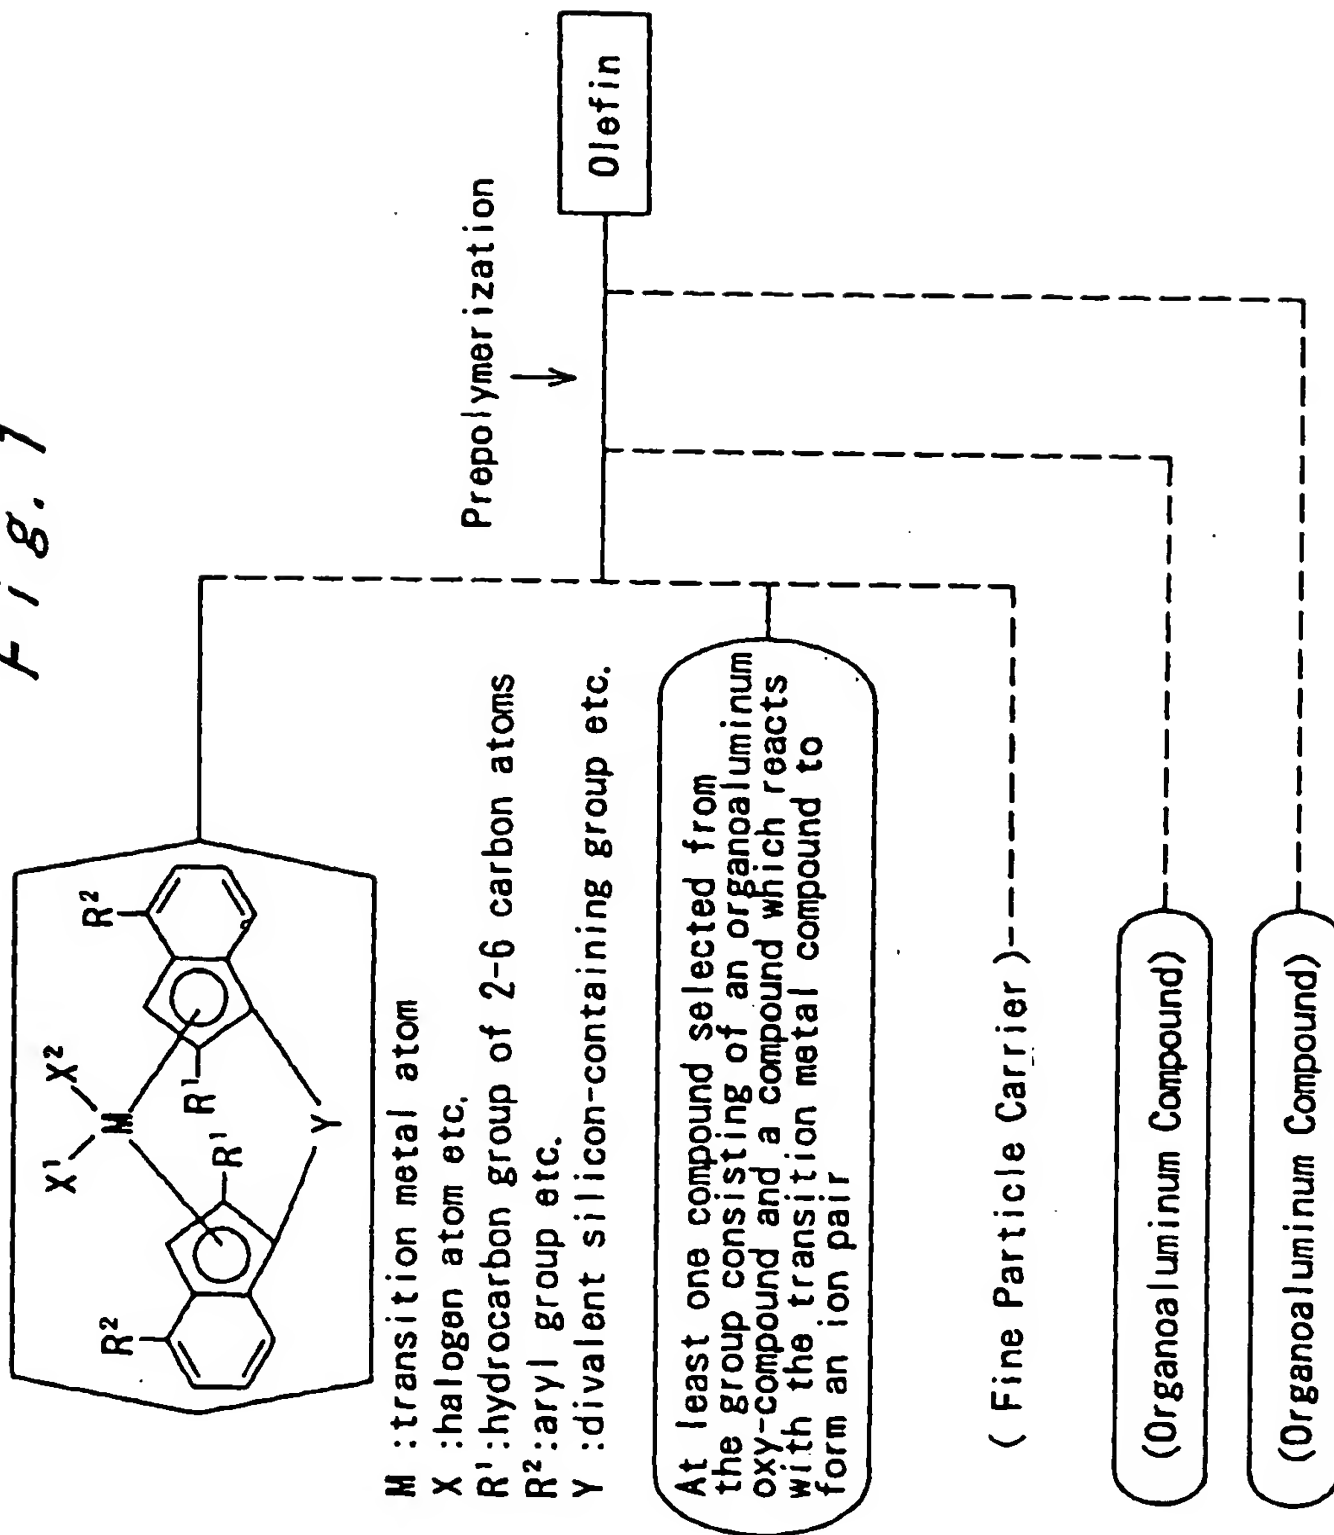 Fig. 1
X¹
X²
M
R²
R¹
R¹
R²
Y
M :transition metal atom
X :halogen atom etc.
R¹:hydrocarbon group of 2-6 carbon atoms
R²:aryl group etc.
Y :divalent silicon-containing group etc.
At least one compound selected from
the group consisting of an organoaluminum
oxy-compound and a compound which reacts
with the transition metal compound to
form an ion pair
( Fine Particle Carrier )
(Organoaluminum Compound)
(Organoaluminum Compound)
Prepolymerization
Olefin